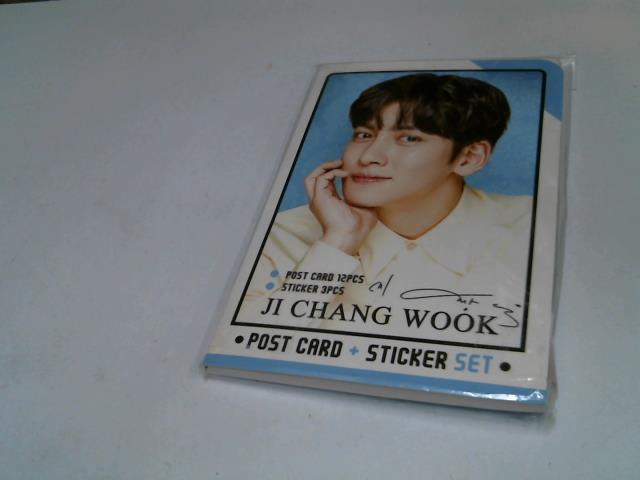 POST CARD 12PCS
STICKER 3PCS
JI CHANG WOOK
• POST CARD + STICKER SET •